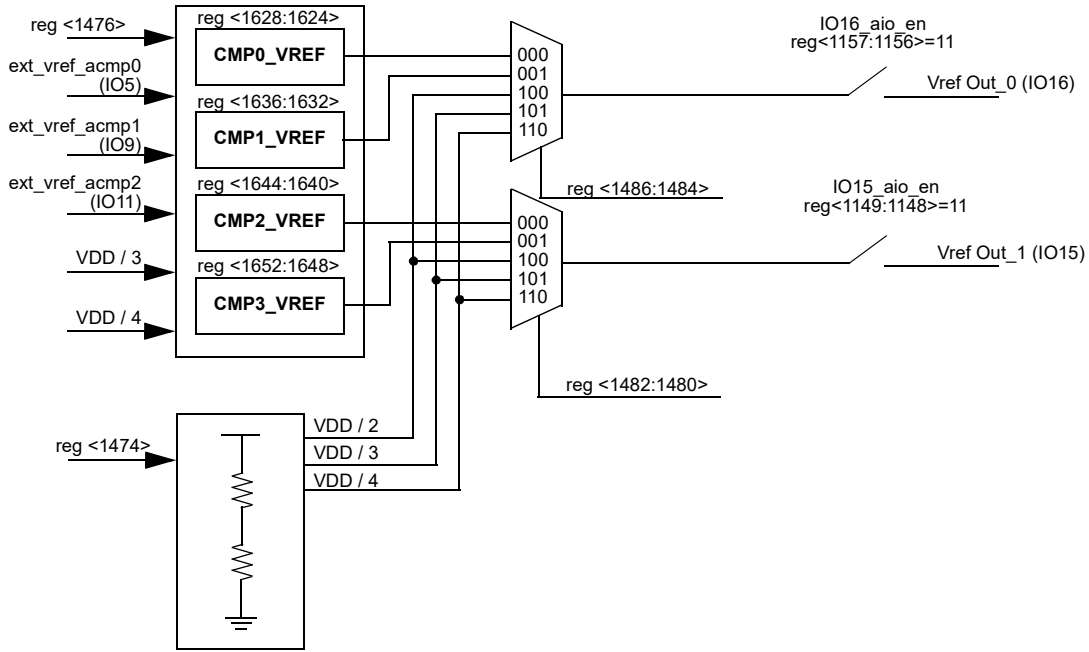 reg <1476>
ext_vref_acmp0
(IO5)
ext_vref_acmp1
(IO9)
ext_vref_acmp2
(IO11)
VDD / 3
VDD / 4
reg <1628:1624>
CMP0_VREF
reg <1636:1632>
CMP1_VREF
reg <1644:1640>
CMP2_VREF
reg <1652:1648>
CMP3_VREF
000
001
100
101
110
reg <1486:1484>
IO16_aio_en
reg<1157:1156>=11
Vref Out_0 (IO16)
000
001
100
101
110
reg <1482:1480>
IO15_aio_en
reg<1149:1148>=11
Vref Out_1 (IO15)
reg <1474>
VDD / 2
VDD / 3
VDD / 4